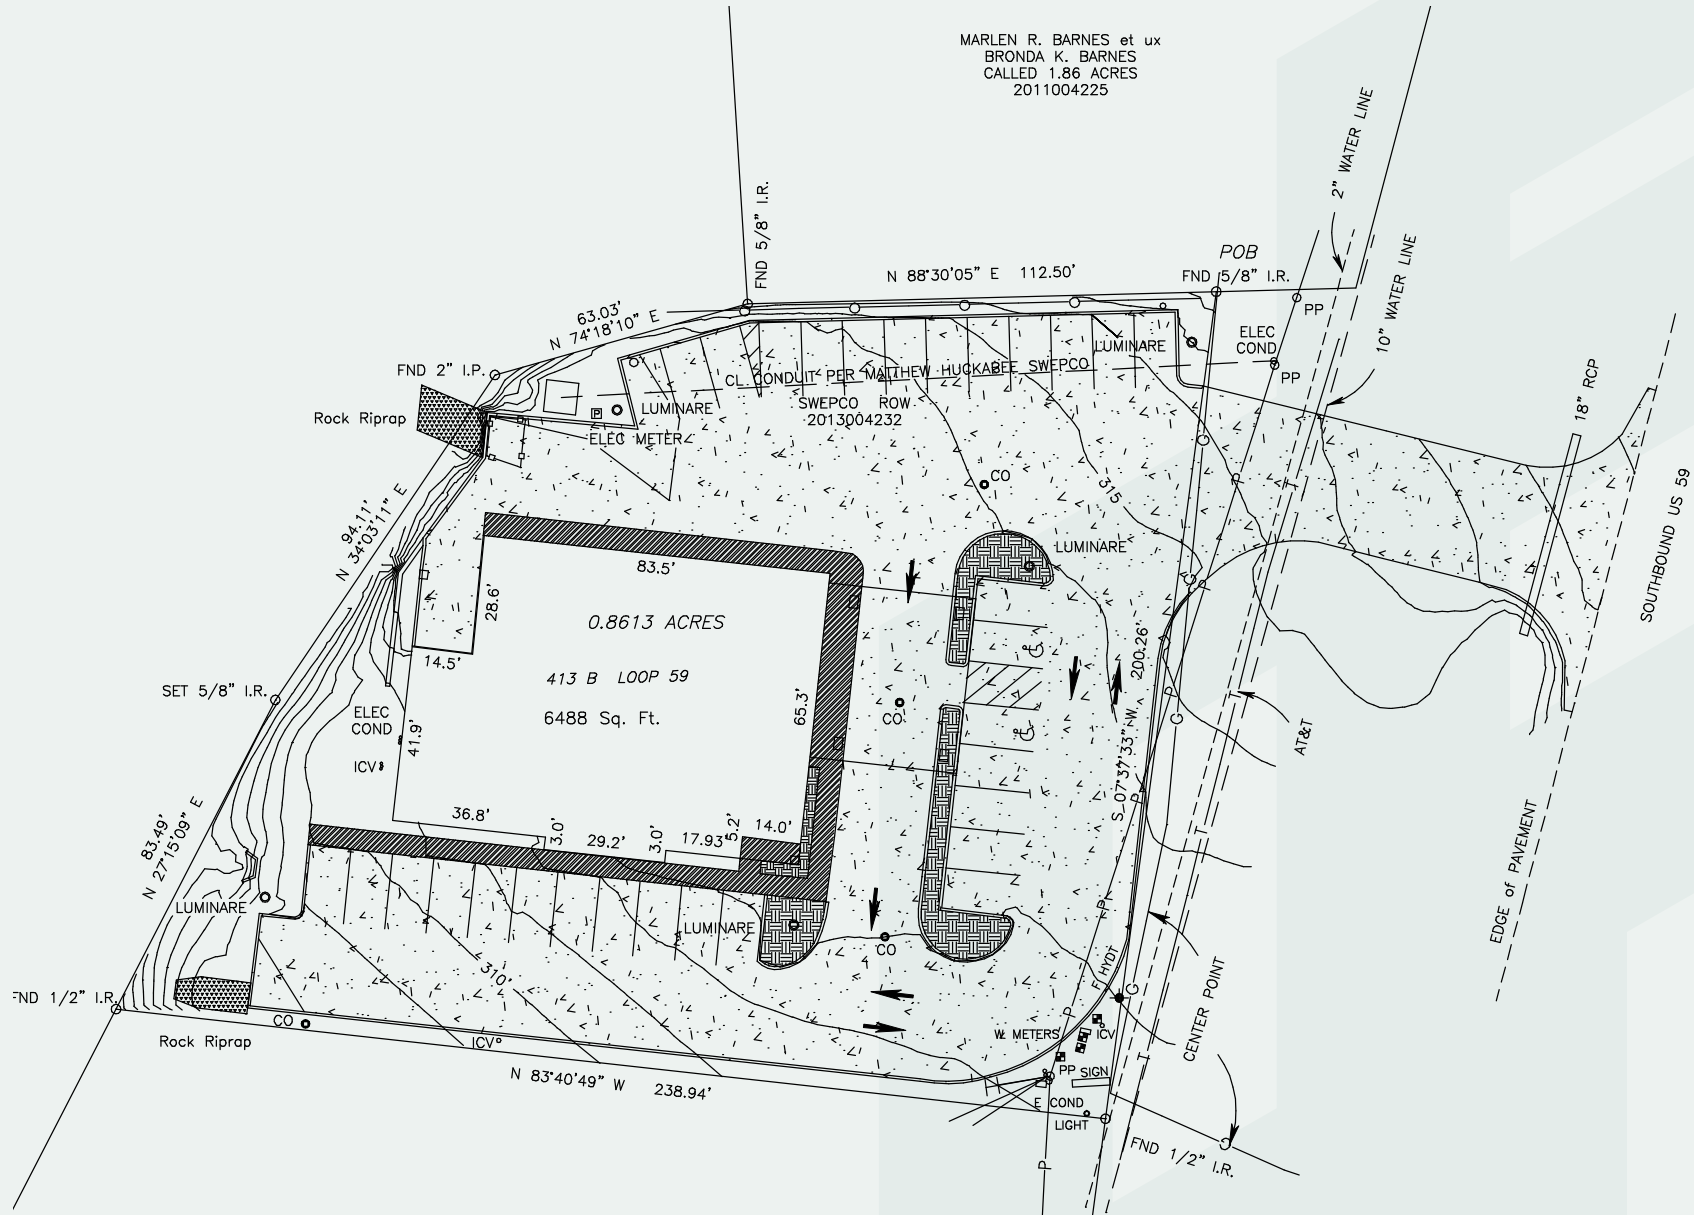 MARLEN R. BARNES et ux
BRONDA K. BARNES
CALLED 1.86 ACRES
2011004225
2" WATER LINE
FND 5/8" I.R.
POB
N 88°30'05" E 112.50'
FND 5/8" I.R.
10" WATER LINE
63.03'
N 74°18'10" E
PP
ELEC
COND
LUMINARE
FND 2" I.P.
CL CONDUIT PER MATTHEW HUCKABEE SWEPCO
PP
18" RCP
SWEPCO ROW
2013004232
P
LUMINARE
Rock Riprap
ELEC METER
G
CO
P
T
315
SOUTHBOUND US 59
94.11'
N 34°03'11" E
LUMINARE
83.5'
G
P
28.6'
0.8613 ACRES
14.5'
413 B LOOP 59
SET 5/8" I.R.
S 07°37'33" W 200.26'
P
T
65.3'
ELEC
COND
6488 Sq. Ft.
CO
G
41.9'
AT&T
ICV
P
36.8'
3.0'
29.2'
3.0'
17.93'
5.2'
14.0'
T
83.49'
N 27°15'09" E
EDGE of PAVEMENT
LUMINARE
P
LUMINARE
CO
310'
F HYDT
G
CENTER POINT
FND 1/2" I.R.
P
CO
W METERS
ICV
Rock Riprap
ICV
T
PP
SIGN
N 83°40'49" W 238.94'
E COND
LIGHT
G
FND 1/2" I.R.
P